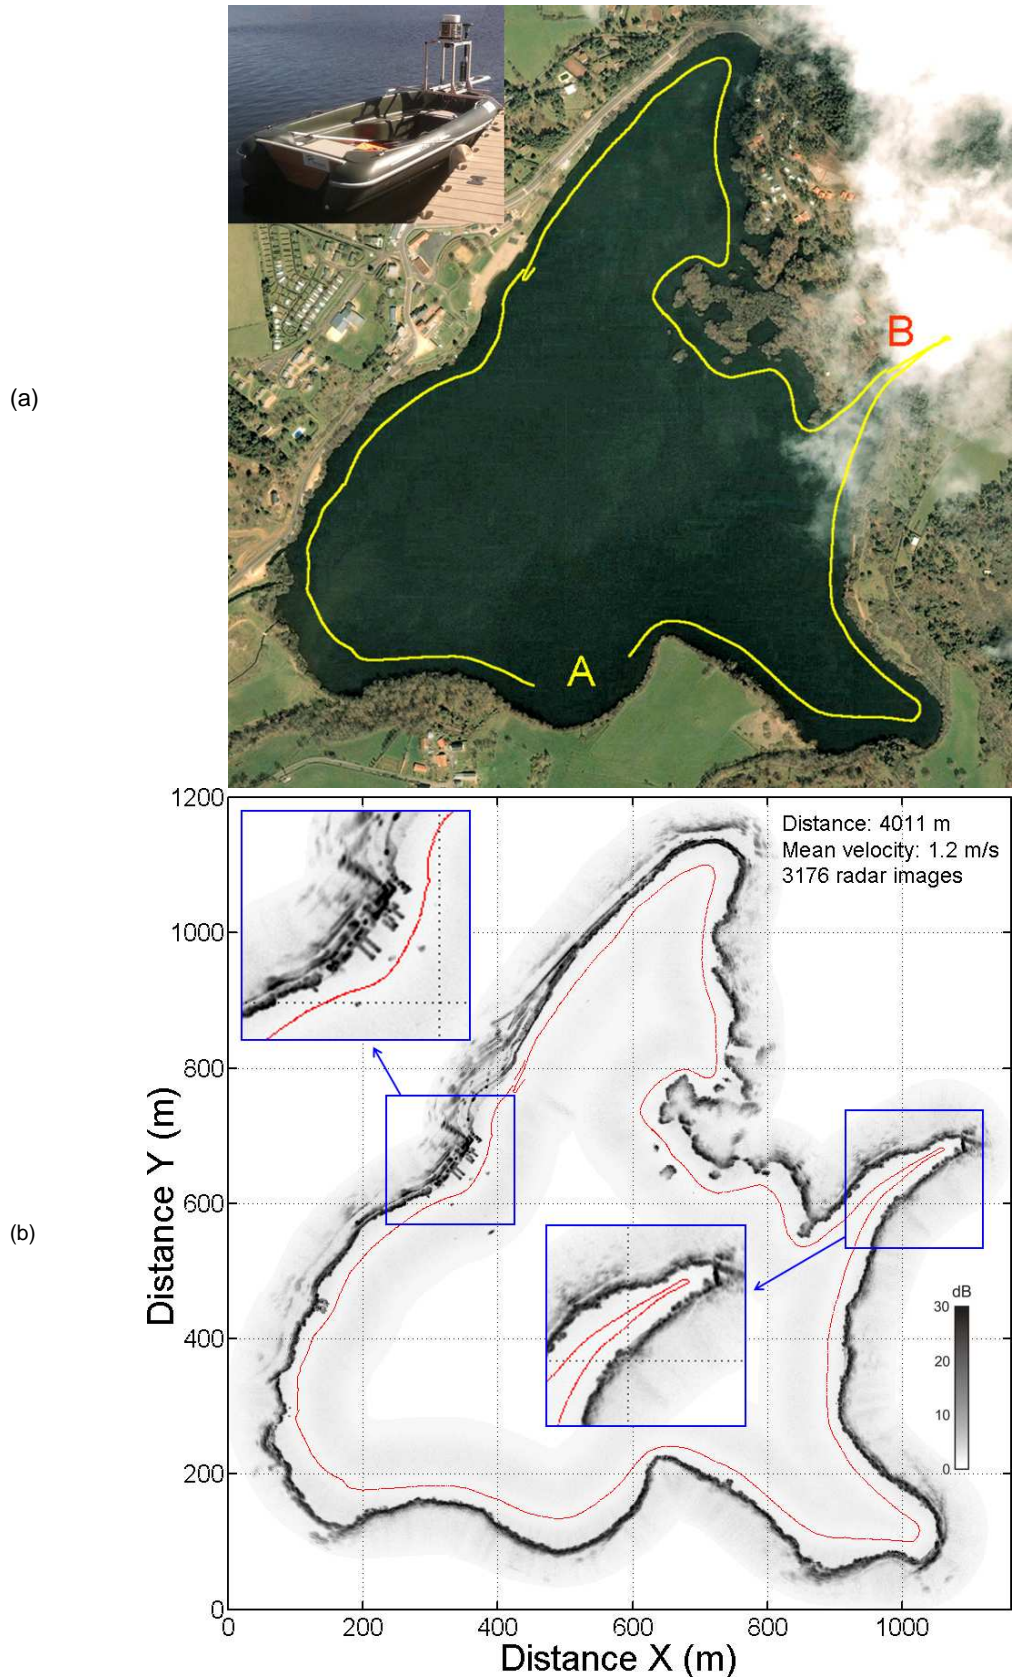 (a)
B
A
Distance: 4011 m
Mean velocity: 1.2 m/s
3176 radar images
1200
1000
800
600
400
200
0
Distance Y (m)
(b)
dB
30
20
10
0
0
200
400
600
800
1000
Distance X (m)